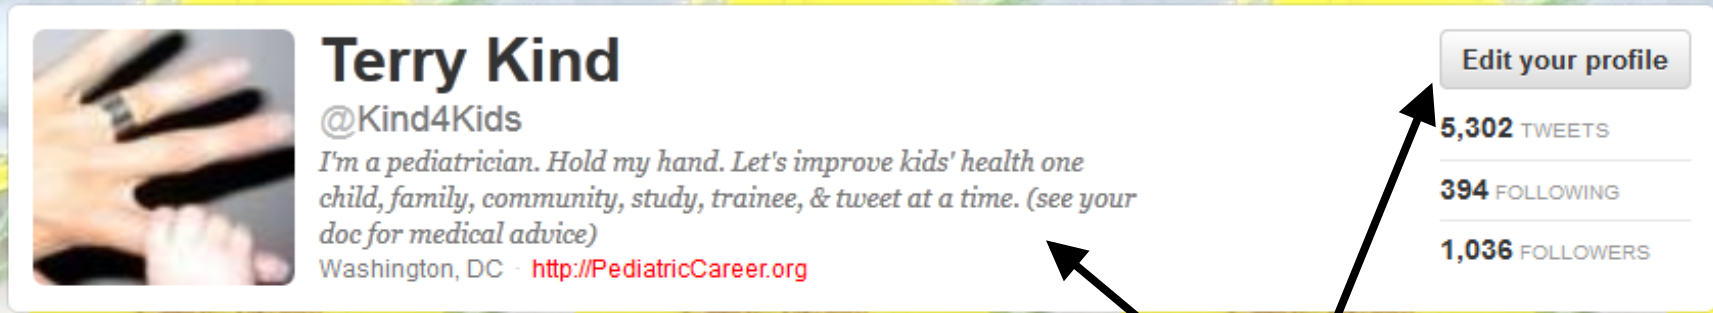 Terry Kind
@Kind4Kids
I'm a pediatrician. Hold my hand. Let's improve kids' health one
child, family, community, study, trainee, & tweet at a time. (see your
doc for medical advice)
Washington, DC · http://PediatricCareer.org
Edit your profile
5,302 TWEETS
394 FOLLOWING
1,036 FOLLOWERS